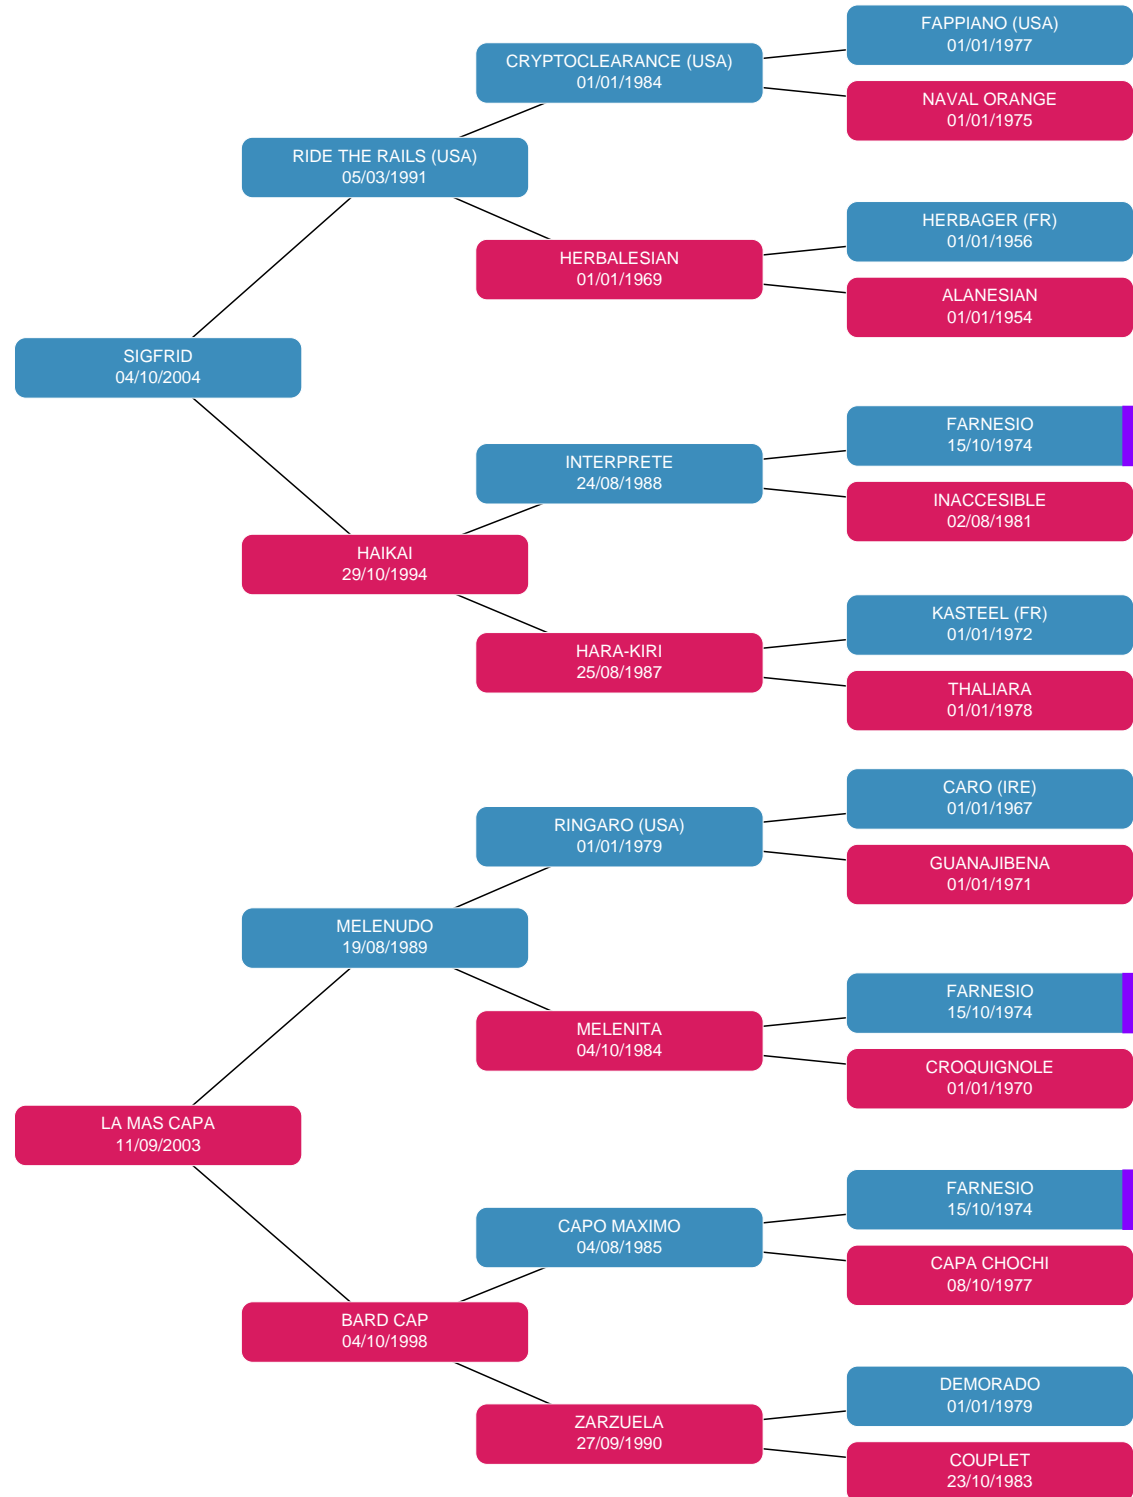 FAPPIANO (USA)
01/01/1977
CRYPTOCLEARANCE (USA)
01/01/1984
NAVAL ORANGE
01/01/1975
RIDE THE RAILS (USA)
05/03/1991
HERBAGER (FR)
01/01/1956
HERBALESIAN
01/01/1969
ALANESIAN
01/01/1954
SIGFRID
04/10/2004
FARNESIO
15/10/1974
INTERPRETE
24/08/1988
INACCESIBLE
02/08/1981
HAIKAI
29/10/1994
KASTEEL (FR)
01/01/1972
HARA-KIRI
25/08/1987
THALIARA
01/01/1978
CARO (IRE)
01/01/1967
RINGARO (USA)
01/01/1979
GUANAJIBENA
01/01/1971
MELENUDO
19/08/1989
FARNESIO
15/10/1974
MELENITA
04/10/1984
CROQUIGNOLE
01/01/1970
LA MAS CAPA
11/09/2003
FARNESIO
15/10/1974
CAPO MAXIMO
04/08/1985
CAPA CHOCHI
08/10/1977
BARD CAP
04/10/1998
DEMORADO
01/01/1979
ZARZUELA
27/09/1990
COUPLET
23/10/1983